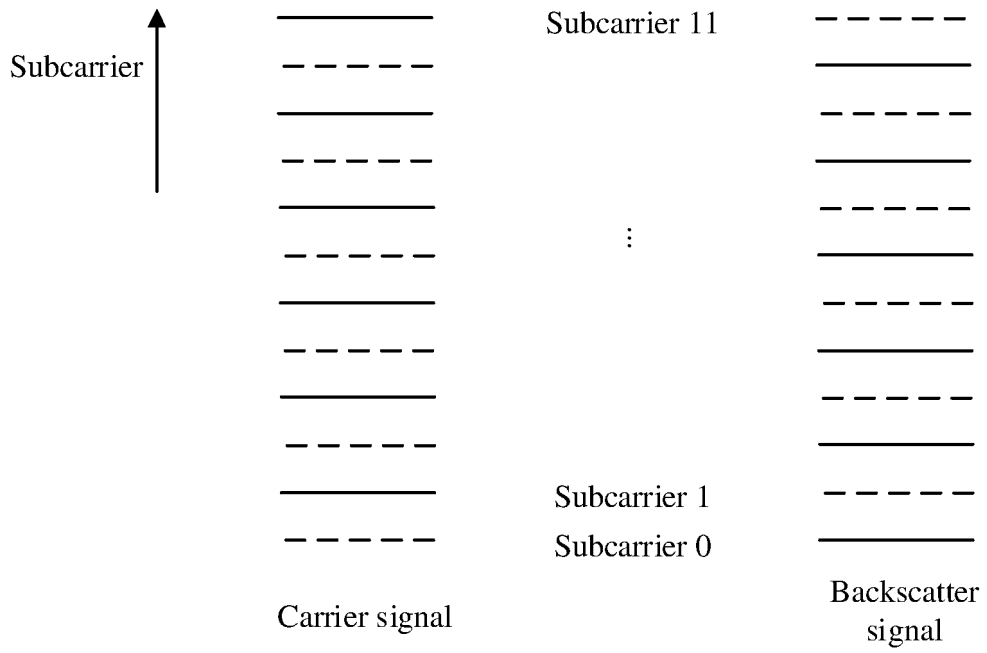 Subcarrier 11
Subcarrier
⋮
Subcarrier 1
Subcarrier 0
Carrier signal
Backscatter
signal